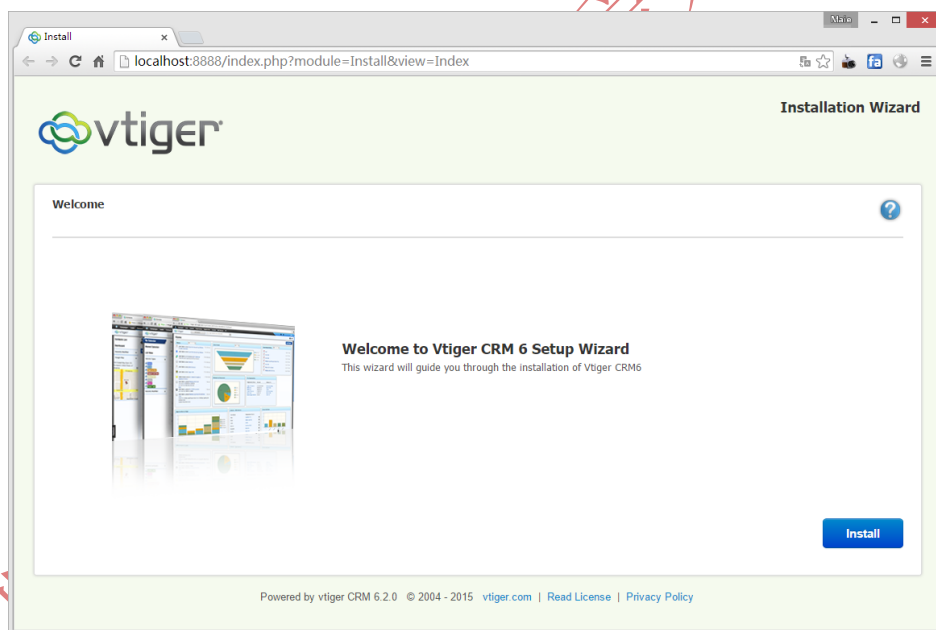 Install
localhost:8888/index.php?module=Install&view=Index
Installation Wizard
vtiger
Welcome
Welcome to Vtiger CRM 6 Setup Wizard
This wizard will guide you through the installation of Vtiger CRM6
Install
Powered by vtiger CRM 6.2.0 © 2004 - 2015 vtiger.com | Read License | Privacy Policy